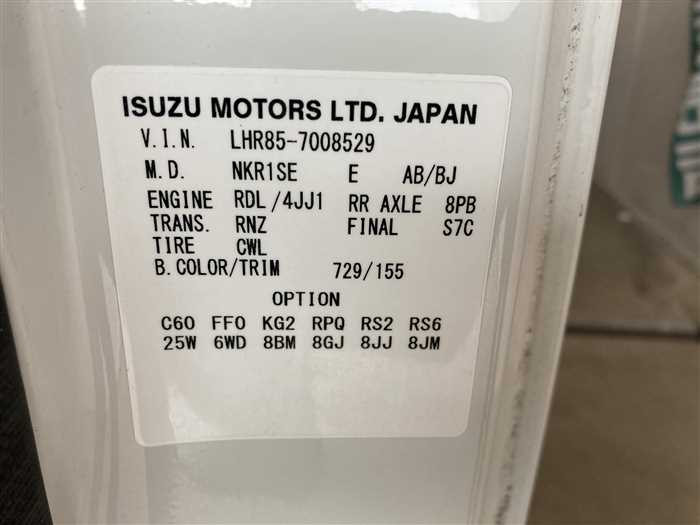 ISUZU MOTORS LTD. JAPAN
V.I.N. LHR85-7008529
M.D. NKR1SE E AB/BJ
ENGINE RDL/4JJ1 RR AXLE 8PB
TRANS. RNZ FINAL S7C
TIRE CWL
B.COLOR/TRIM 729/155
OPTION
C60 FF0 KG2 RPQ RS2 RS6
25W 6WD 8BM 8GJ 8JJ 8JM